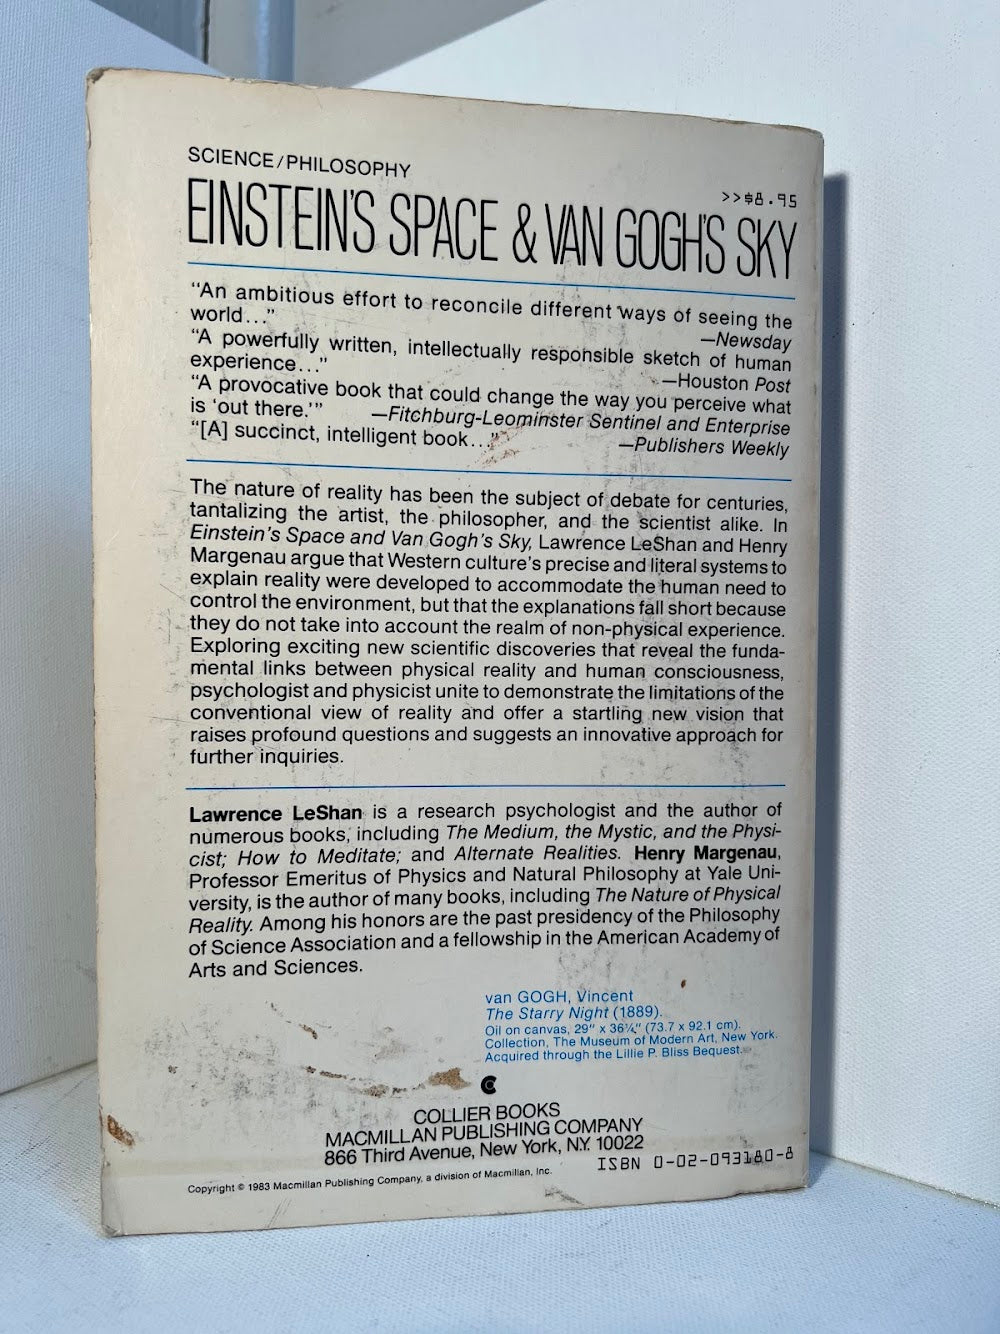 SCIENCE/PHILOSOPHY
>>$8.95
EINSTEIN'S SPACE & VAN GOGH'S SKY
“An ambitious effort to reconcile different ways of seeing the
world...” —Newsday
“A powerfully written, intellectually responsible sketch of human
experience...” —Houston Post
“A provocative book that could change the way you perceive what
is ‘out there.’” —Fitchburg-Leominster Sentinel and Enterprise
“[A] succinct, intelligent book...” —Publishers Weekly
The nature of reality has been the subject of debate for centuries,
tantalizing the artist, the philosopher, and the scientist alike. In
Einstein's Space and Van Gogh's Sky, Lawrence LeShan and Henry
Margenau argue that Western culture's precise and literal systems to
explain reality were developed to accommodate the human need to
control the environment, but that the explanations fall short because
they do not take into account the realm of non-physical experience.
Exploring exciting new scientific discoveries that reveal the funda-
mental links between physical reality and human consciousness,
psychologist and physicist unite to demonstrate the limitations of the
conventional view of reality and offer a startling new vision that
raises profound questions and suggests an innovative approach for
further inquiries.
Lawrence LeShan is a research psychologist and the author of
numerous books, including The Medium, the Mystic, and the Physi-
cist; How to Meditate; and Alternate Realities. Henry Margenau,
Professor Emeritus of Physics and Natural Philosophy at Yale Uni-
versity, is the author of many books, including The Nature of Physical
Reality. Among his honors are the past presidency of the Philosophy
of Science Association and a fellowship in the American Academy of
Arts and Sciences.
van GOGH, Vincent
The Starry Night (1889).
Oil on canvas, 29" x 36¼" (73.7 x 92.1 cm).
Collection, The Museum of Modern Art, New York.
Acquired through the Lillie P. Bliss Bequest.
COLLIER BOOKS
MACMILLAN PUBLISHING COMPANY
866 Third Avenue, New York, N.Y. 10022
ISBN 0-02-093180-8
Copyright © 1983 Macmillan Publishing Company, a division of Macmillan, Inc.